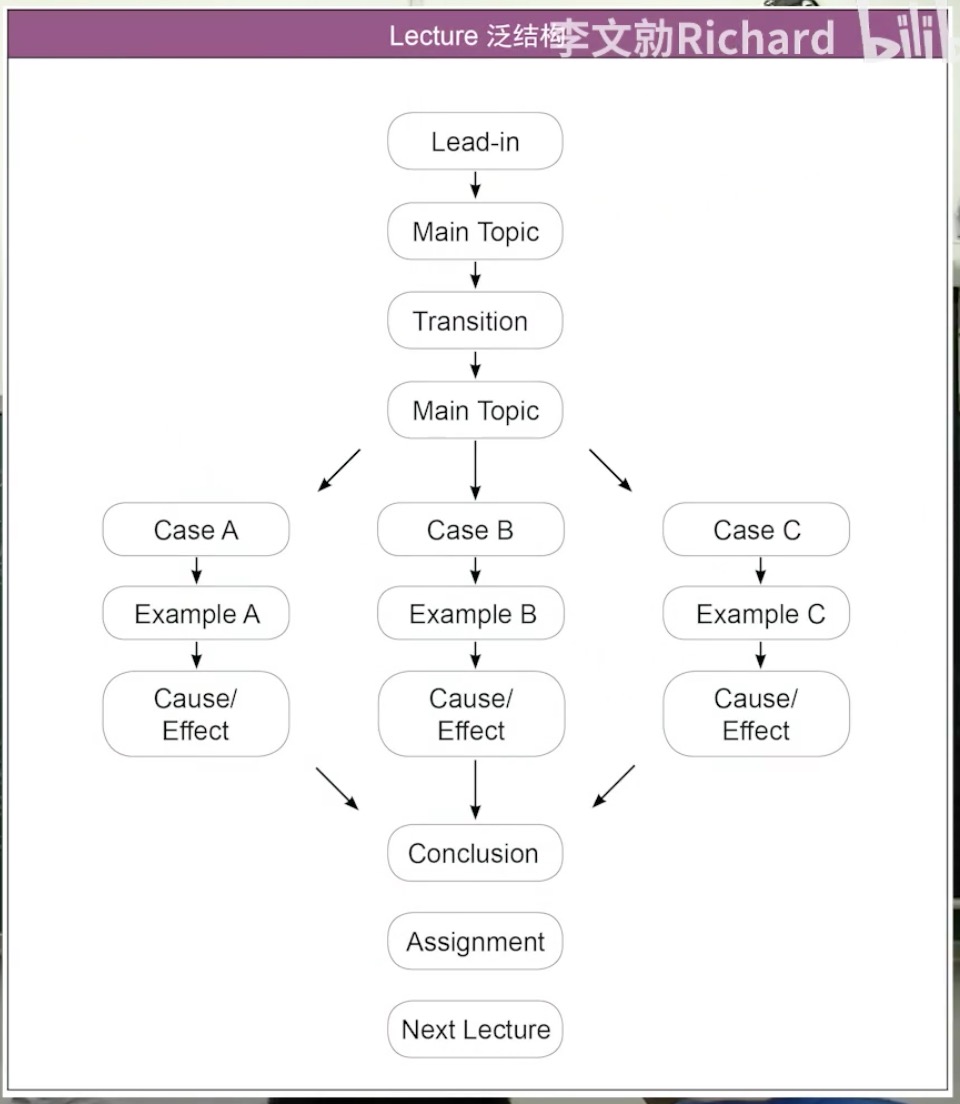 Lecture 泛结构
李文勍Richard
bilibili
Lead-in
Main Topic
Transition
Main Topic
Case A
Case B
Case C
Example A
Example B
Example C
Cause/
Effect
Cause/
Effect
Cause/
Effect
Conclusion
Assignment
Next Lecture